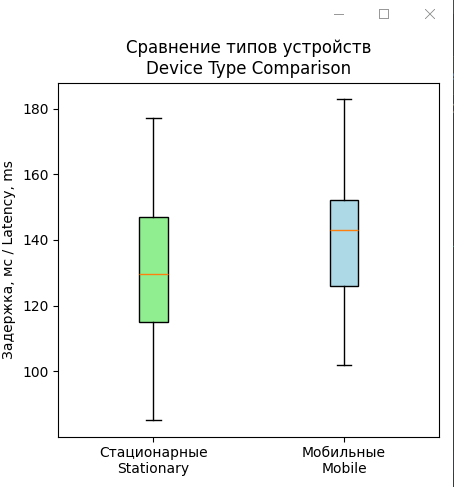 Сравнение типов устройств
Device Type Comparison
Задержка, мс / Latency, ms
180
160
140
120
100
Стационарные
Stationary
Мобильные
Mobile